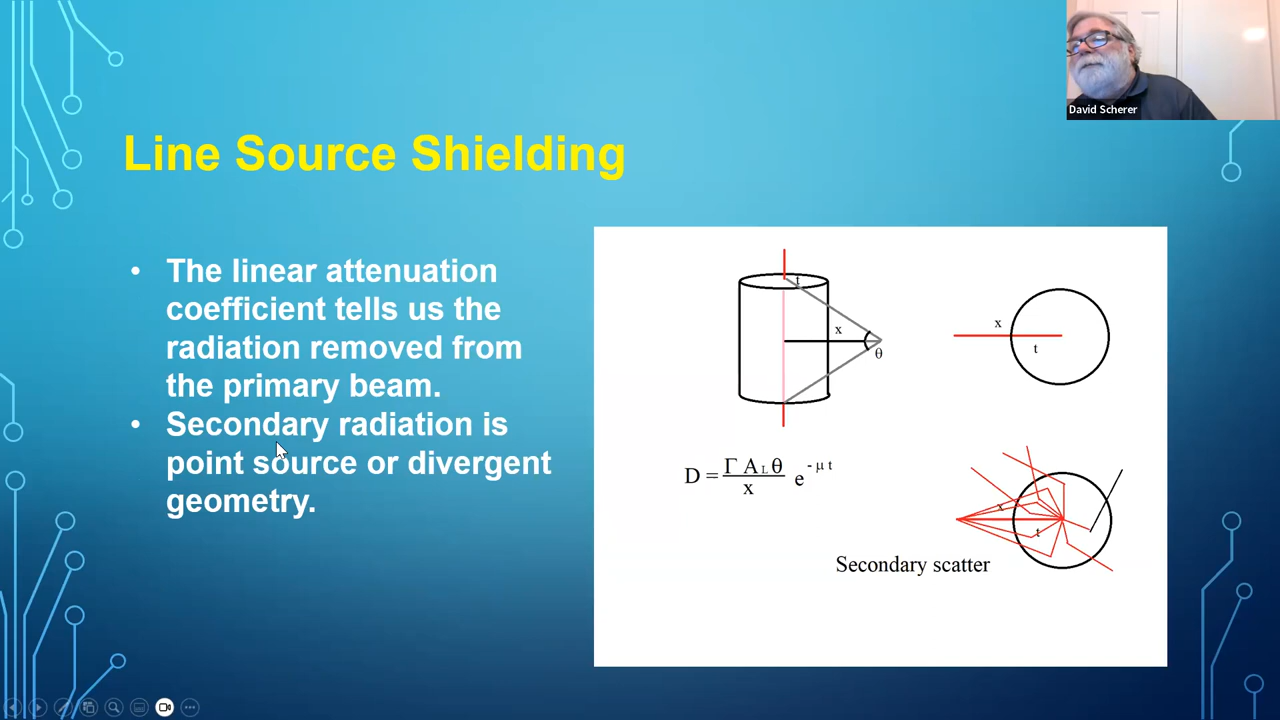 David Scherer
Line Source Shielding
• The linear attenuation
coefficient tells us the
radiation removed from
the primary beam.
• Secondary radiation is
point source or divergent
geometry.
t
x
θ
x
t
D = Γ A L θ / x e - μ t
x
t
Secondary scatter